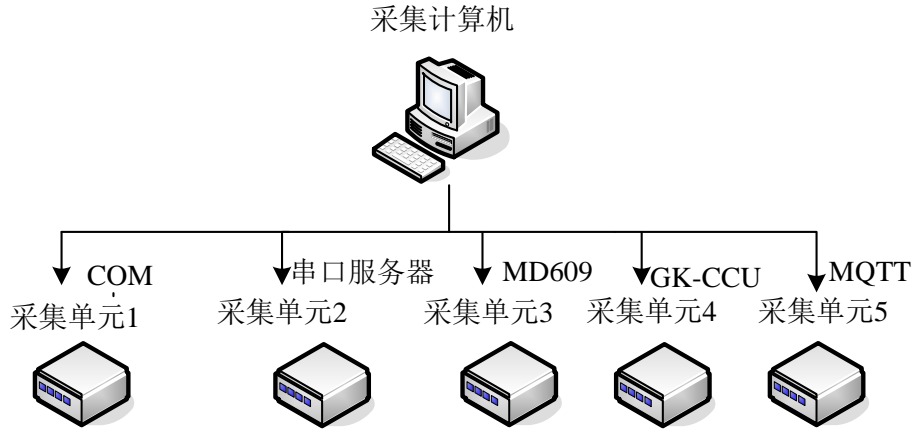 采集计算机
COM
串口服务器
MD609
GK-CCU
MQTT
采集单元1
采集单元2
采集单元3
采集单元4
采集单元5